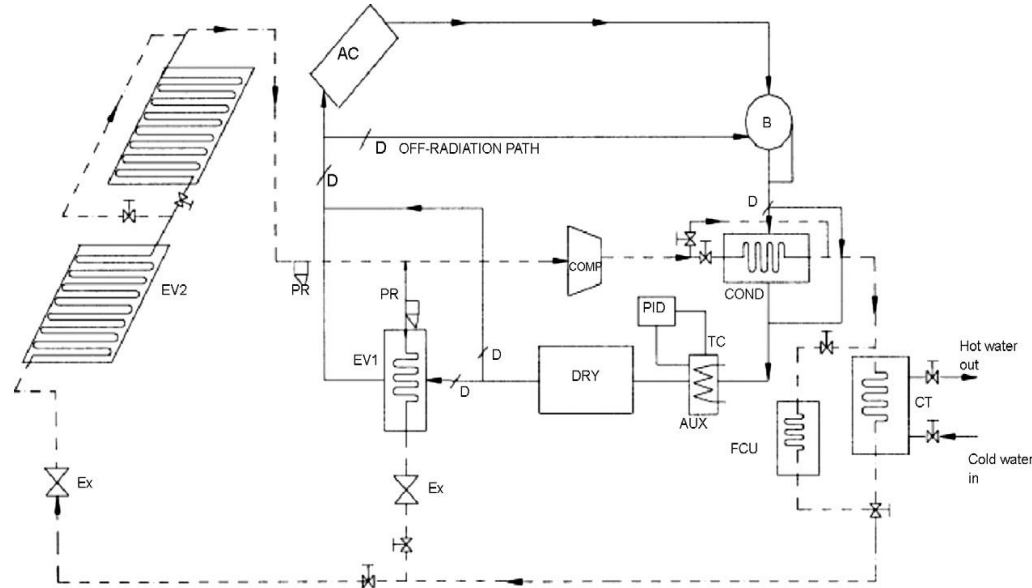 AC
B
D
OFF-RADIATION PATH
D
D
EV2
PR
COMP
COND
PR
PID
TC
EV1
D
D
DRY
AUX
FCU
CT
Hot water
out
Cold water
in
Ex
Ex